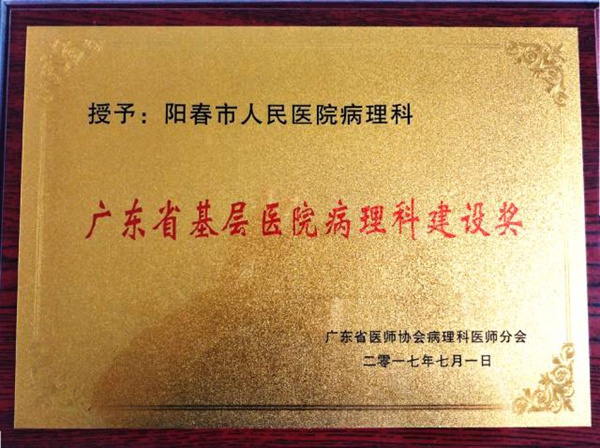 授予：阳春市人民医院病理科
广东省基层医院病理科建设奖
广东省医师协会病理科医师分会
二零一七年七月一日